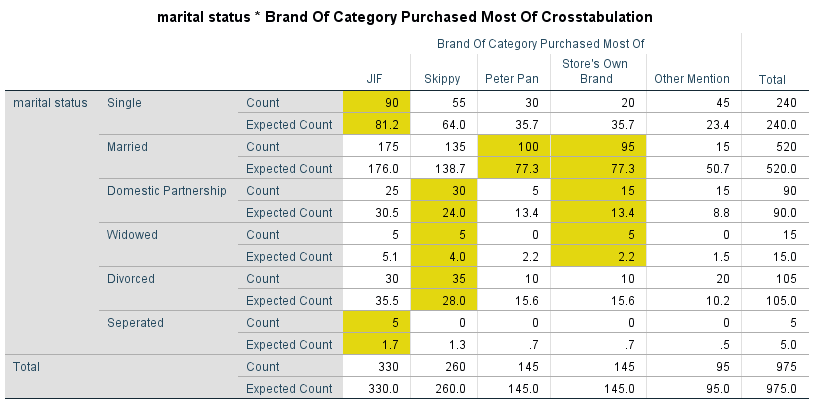 marital status * Brand Of Category Purchased Most Of Crosstabulation
Brand Of Category Purchased Most Of
JIF Skippy Peter Pan Store's Own Brand Other Mention Total
marital status Single Count 90 55 30 20 45 240
Expected Count 81.2 64.0 35.7 35.7 23.4 240.0
Married Count 175 135 100 95 15 520
Expected Count 176.0 138.7 77.3 77.3 50.7 520.0
Domestic Partnership Count 25 30 5 15 15 90
Expected Count 30.5 24.0 13.4 13.4 8.8 90.0
Widowed Count 5 5 0 5 0 15
Expected Count 5.1 4.0 2.2 2.2 1.5 15.0
Divorced Count 30 35 10 10 20 105
Expected Count 35.5 28.0 15.6 15.6 10.2 105.0
Seperated Count 5 0 0 0 0 5
Expected Count 1.7 1.3 .7 .7 .5 5.0
Total Count 330 260 145 145 95 975
Expected Count 330.0 260.0 145.0 145.0 95.0 975.0